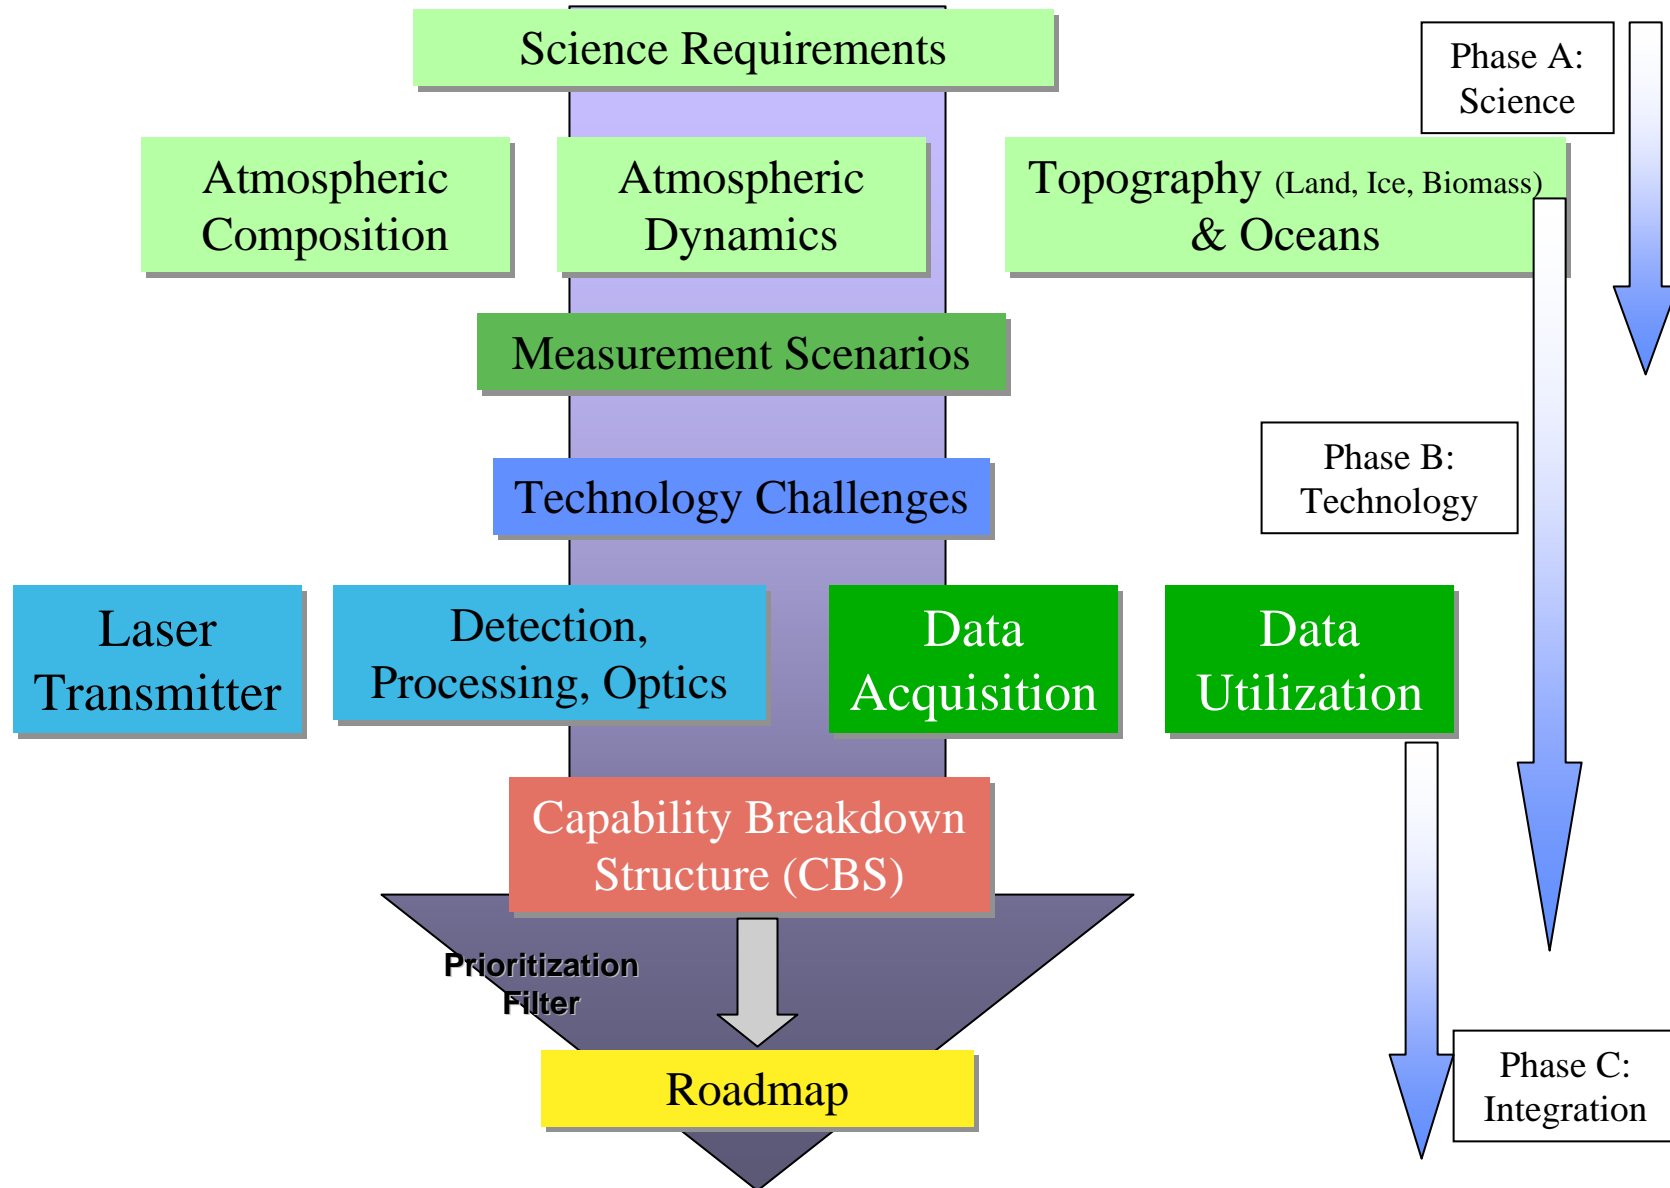 Science Requirements
Phase A:
Science
Atmospheric
Composition
Atmospheric
Dynamics
Topography (Land, Ice, Biomass)
& Oceans
Measurement Scenarios
Phase B:
Technology
Technology Challenges
Laser
Transmitter
Detection,
Processing, Optics
Data
Acquisition
Data
Utilization
Capability Breakdown
Structure (CBS)
Prioritization
Filter
Roadmap
Phase C:
Integration